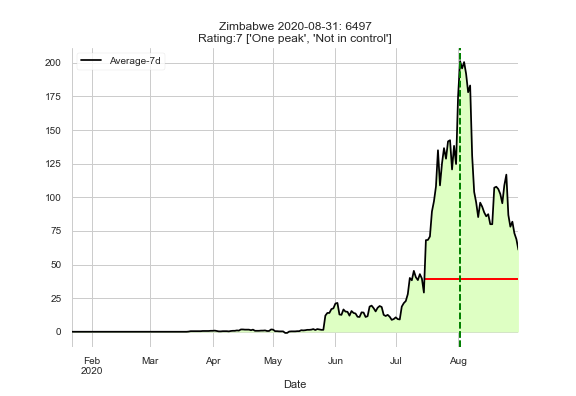 Zimbabwe 2020-08-31: 6497
Rating:7 ['One peak', 'Not in control']
Average-7d
200
175
150
125
100
75
50
25
0
Feb Mar Apr May Jun Jul Aug
2020
Date